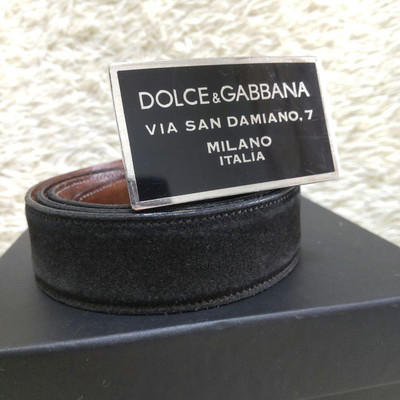 DOLCE&GABBANA
VIA SAN DAMIANO, 7
MILANO
ITALIA